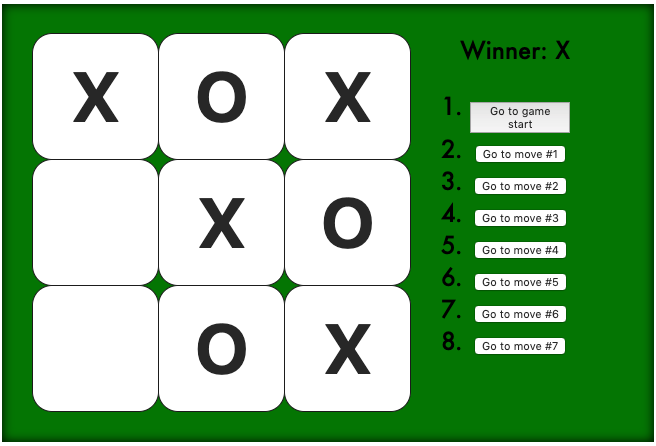 X O X
X O
O X
Winner: X
1. Go to game
start
2. Go to move #1
3. Go to move #2
4. Go to move #3
5. Go to move #4
6. Go to move #5
7. Go to move #6
8. Go to move #7